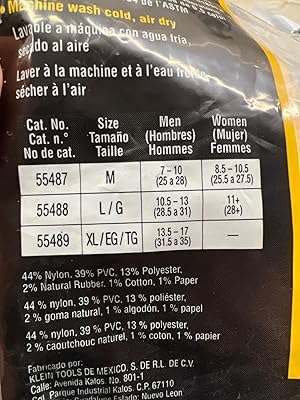 de l'ASTM
Machine wash cold, air dry
Lavable a máquina con agua fría,
secado al aire
Laver à la machine et à l'eau froide
sécher à l'air
Cat. No. Size Men Women
Cat. n.° Tamaño (Hombres) (Mujer)
No de cat. Taille Hommes Femmes
55487 M 7–10 (25 a 28) 8.5–10.5 (25.5 a 27.5)
55488 L/G 10.5–13 (28.5 a 31) 11+ (28+)
55489 XL/EG/TG 13.5–17 (31.5 a 35) —
44% Nylon, 39% PVC, 13% Polyester,
2% Natural Rubber. 1% Cotton, 1% Paper
44 % nylon, 39 % PVC, 13 % poliéster,
2 % goma natural, 1 % algodón, 1 % papel
44 % nylon, 39 % PVC, 13 % polyester,
2 % caoutchouc naturel, 1 % coton, 1 % papier
Fabricado por:
KLEIN TOOLS DE MEXICO. S. DE R.L. DE C.V.
Calle: Avenida Kalos. No. 801-1
Parque Industrial Kalos. C.P. 67110
Guadalupe Estado: Nuevo Leon